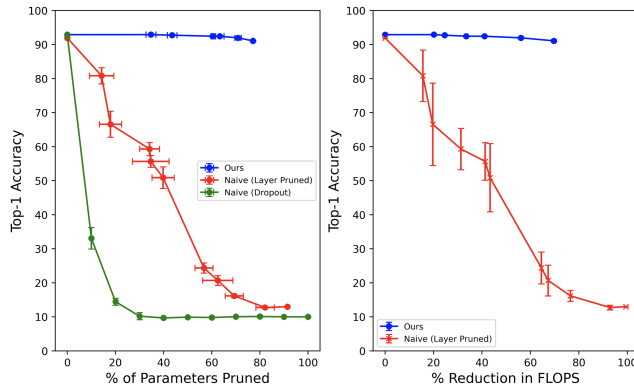 Top-1 Accuracy
100
90
80
70
60
50
40
30
20
10
0
0 20 40 60 80 100
% of Parameters Pruned
Ours
Naive (Layer Pruned)
Naive (Dropout)
Top-1 Accuracy
100
90
80
70
60
50
40
30
20
10
0
0 20 40 60 80 100
% Reduction in FLOPS
Ours
Naive (Layer Pruned)